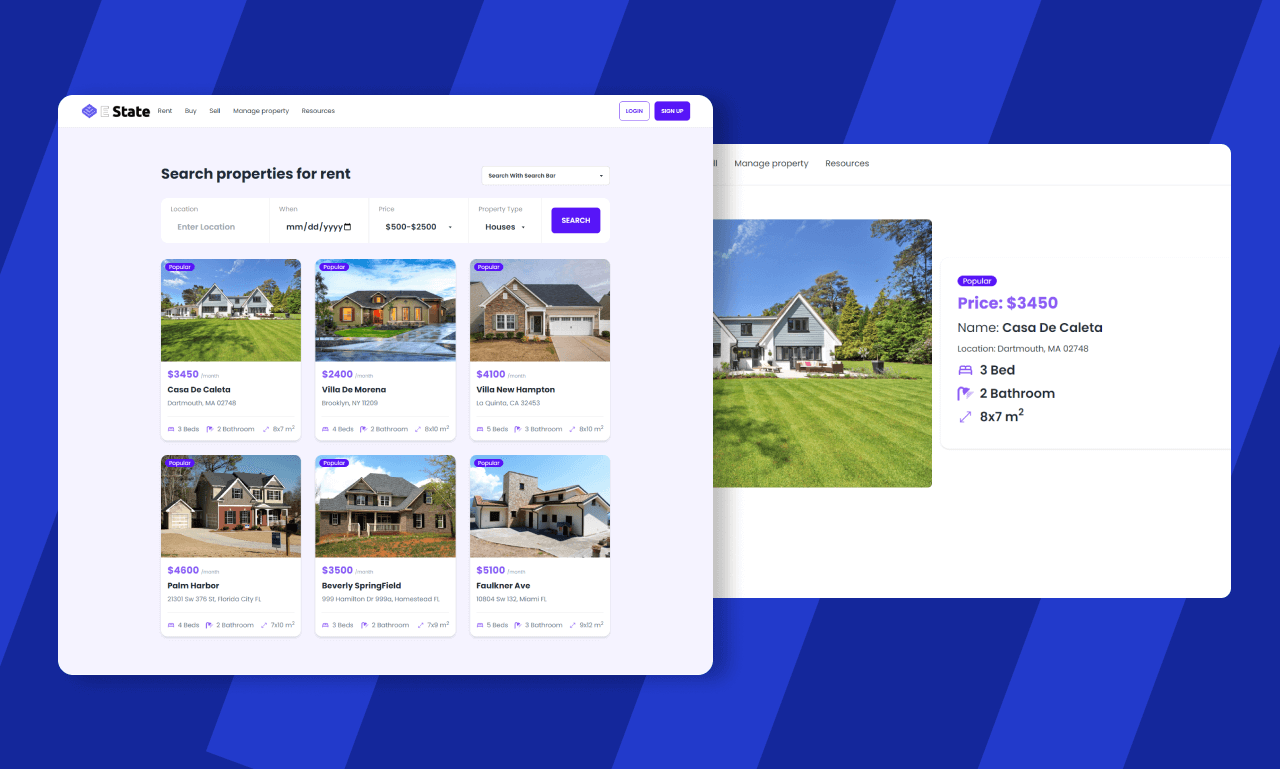 E State Rent Buy Sell Manage property Resources LOGIN SIGN UP
Search properties for rent
Search With Search Bar
Location When Price Property Type
Enter Location mm/dd/yyyy $500-$2500 Houses SEARCH
Popular Popular Popular
$3450 /month $2400 /month $4100 /month
Casa De Caleta Villa De Morena Villa New Hampton
Dartmouth, MA 02748 Brooklyn, NY 11209 La Quinta, CA 32453
3 Beds 2 Bathroom 8x7 m² 4 Beds 2 Bathroom 8x10 m² 5 Beds 3 Bathroom 8x10 m²
Popular Popular Popular
$4600 /month $3500 /month $5100 /month
Palm Harbor Beverly SpringField Faulkner Ave
21301 Sw 376 St, Florida City FL 999 Hamilton Dr 999a, Homestead FL 10804 Sw 132, Miami FL
4 Beds 2 Bathroom 7x10 m² 3 Beds 2 Bathroom 7x9 m² 5 Beds 3 Bathroom 9x12 m²
ll Manage property Resources
Popular
Price: $3450
Name: Casa De Caleta
Location: Dartmouth, MA 02748
3 Bed
2 Bathroom
8x7 m²